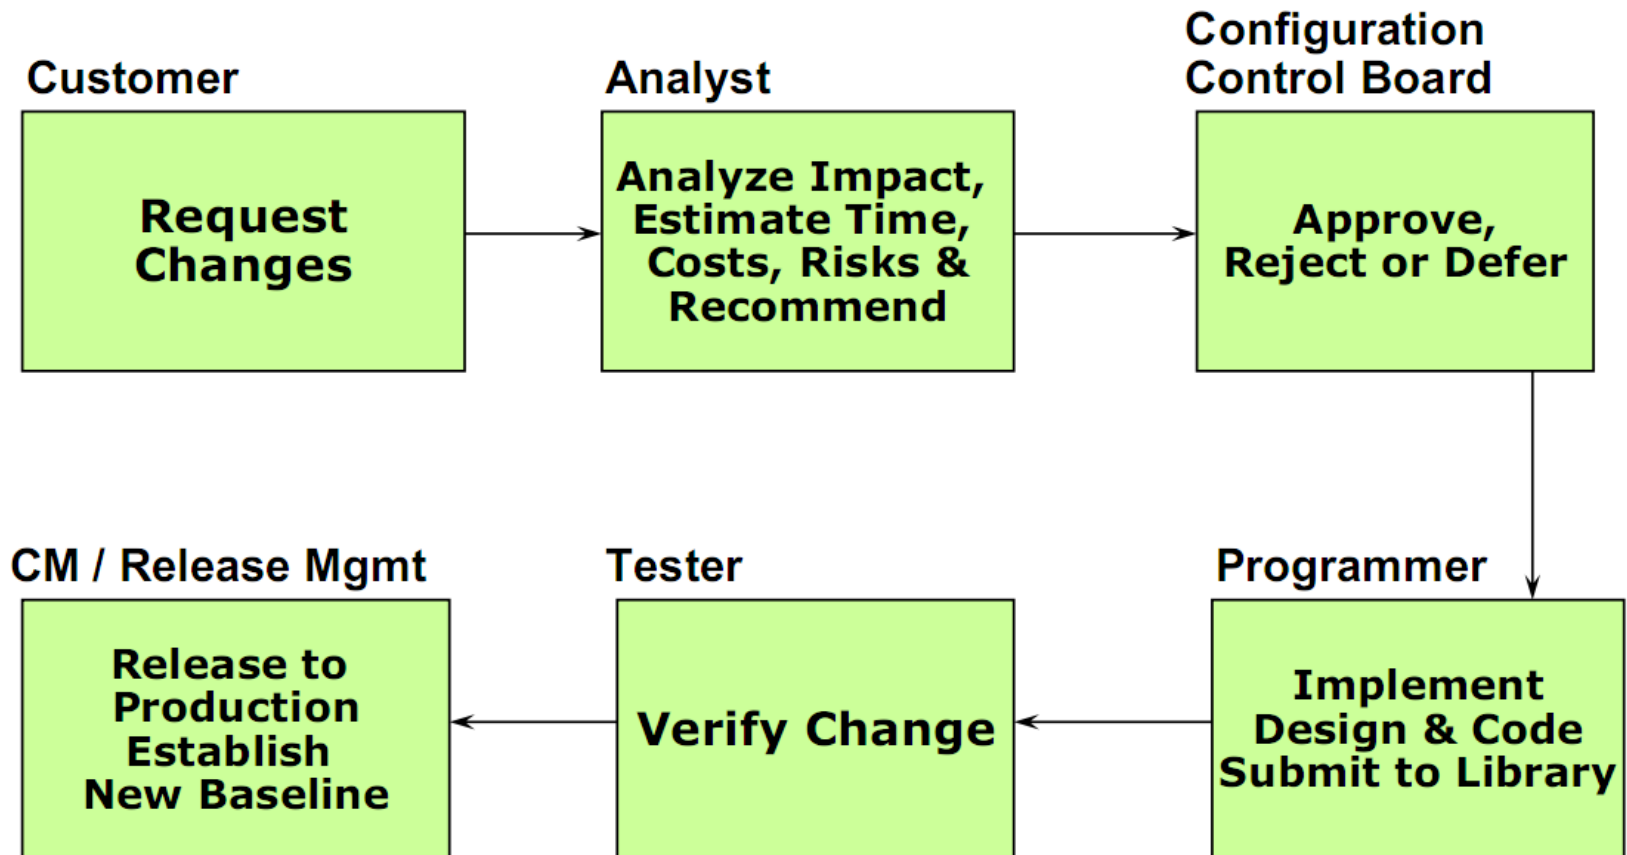 Customer
Request
Changes
Analyst
Analyze Impact,
Estimate Time,
Costs, Risks &
Recommend
Configuration
Control Board
Approve,
Reject or Defer
Programmer
Implement
Design & Code
Submit to Library
Tester
Verify Change
CM / Release Mgmt
Release to
Production
Establish
New Baseline